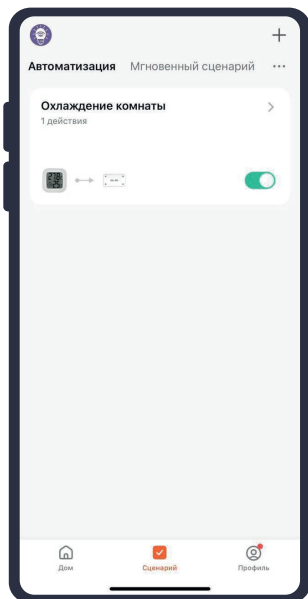 Автоматизация Мгновенный сценарий
Охлаждение комнаты
1 действия
Дом Сценарий Профиль